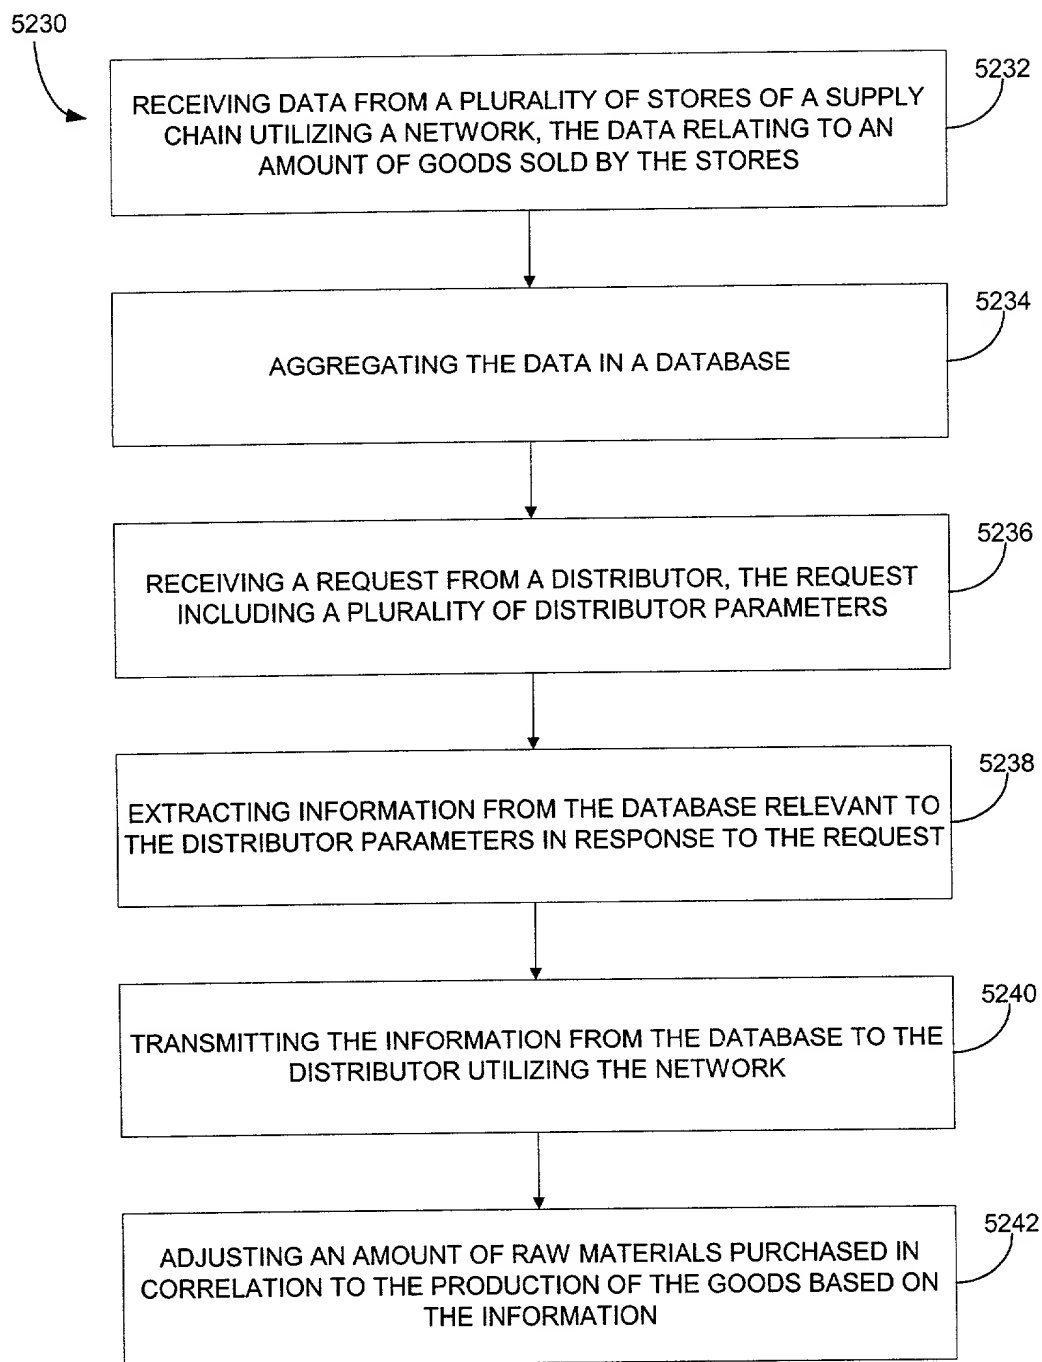 5230
5232
RECEIVING DATA FROM A PLURALITY OF STORES OF A SUPPLY
CHAIN UTILIZING A NETWORK, THE DATA RELATING TO AN
AMOUNT OF GOODS SOLD BY THE STORES
5234
AGGREGATING THE DATA IN A DATABASE
5236
RECEIVING A REQUEST FROM A DISTRIBUTOR, THE REQUEST
INCLUDING A PLURALITY OF DISTRIBUTOR PARAMETERS
5238
EXTRACTING INFORMATION FROM THE DATABASE RELEVANT TO
THE DISTRIBUTOR PARAMETERS IN RESPONSE TO THE REQUEST
5240
TRANSMITTING THE INFORMATION FROM THE DATABASE TO THE
DISTRIBUTOR UTILIZING THE NETWORK
5242
ADJUSTING AN AMOUNT OF RAW MATERIALS PURCHASED IN
CORRELATION TO THE PRODUCTION OF THE GOODS BASED ON
THE INFORMATION